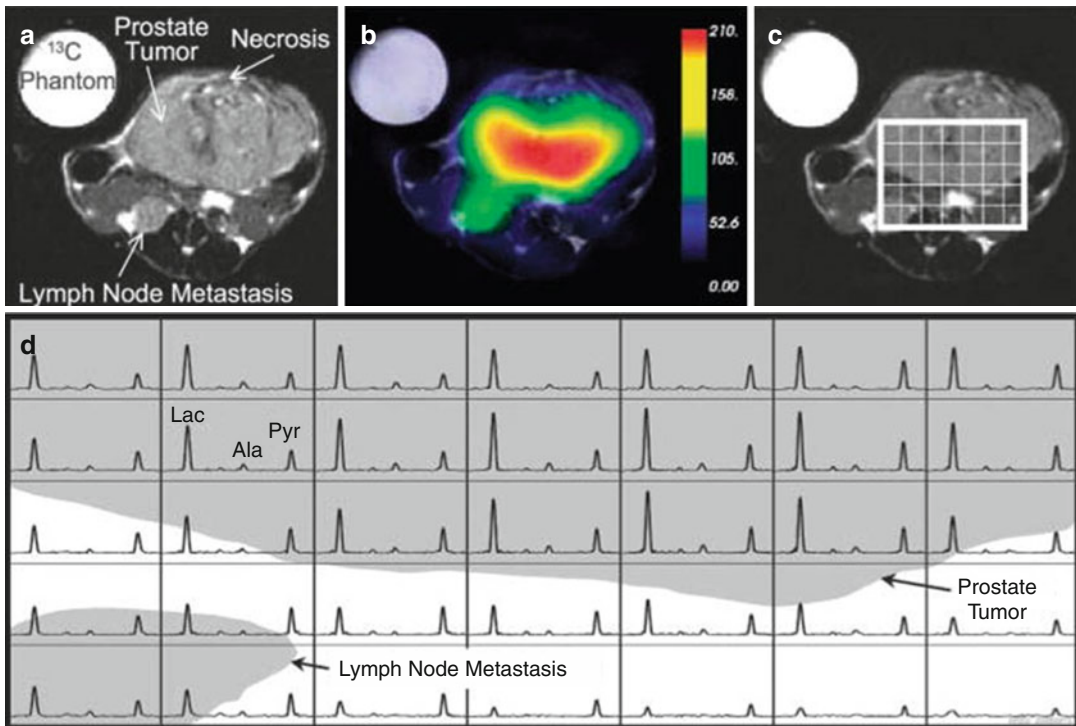 a
13C
Phantom
Prostate
Tumor
Necrosis
Lymph Node Metastasis
b
210.
158.
105.
52.6
0.00
c
d
Lac
Ala
Pyr
Prostate
Tumor
Lymph Node Metastasis